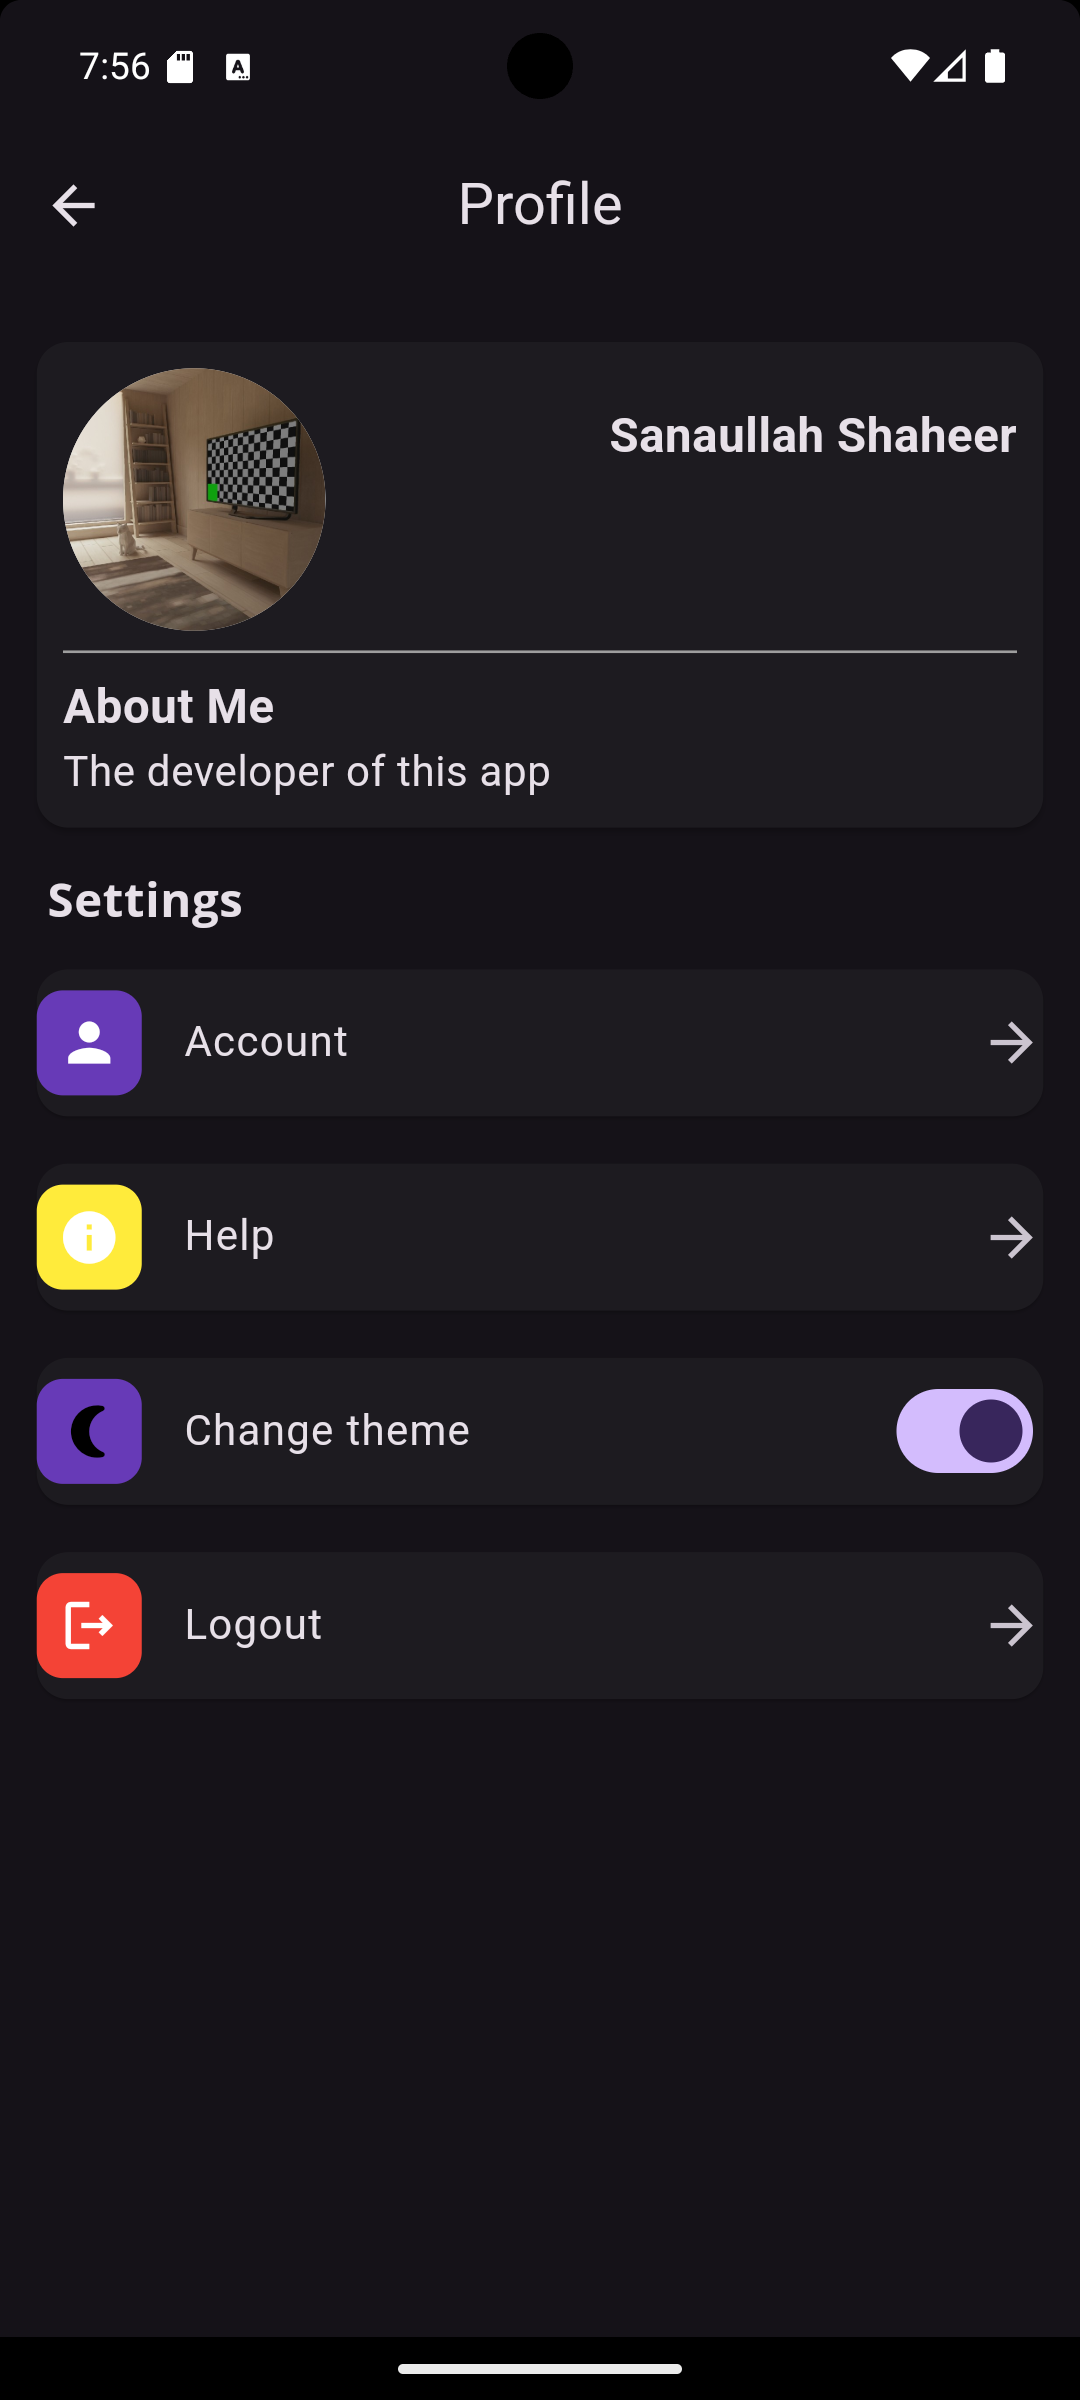 7:56
Profile
Sanaullah Shaheer
About Me
The developer of this app
Settings
Account
Help
Change theme
Logout